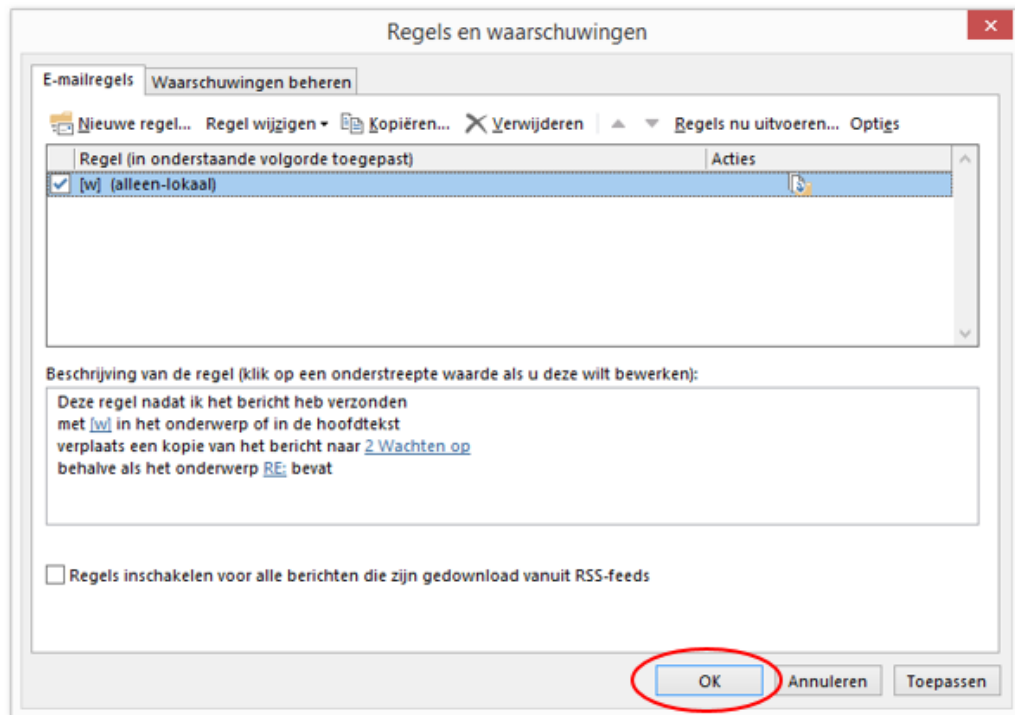 Regels en waarschuwingen
E-mailregels Waarschuwingen beheren
Nieuwe regel... Regel wijzigen Kopiëren... Verwijderen Regels nu uitvoeren... Opties
Regel (in onderstaande volgorde toegepast) Acties
[w] (alleen-lokaal)
Beschrijving van de regel (klik op een onderstreepte waarde als u deze wilt bewerken):
Deze regel nadat ik het bericht heb verzonden
met [w] in het onderwerp of in de hoofdtekst
verplaats een kopie van het bericht naar 2 Wachten op
behalve als het onderwerp RE: bevat
Regels inschakelen voor alle berichten die zijn gedownload vanuit RSS-feeds
OK Annuleren Toepassen